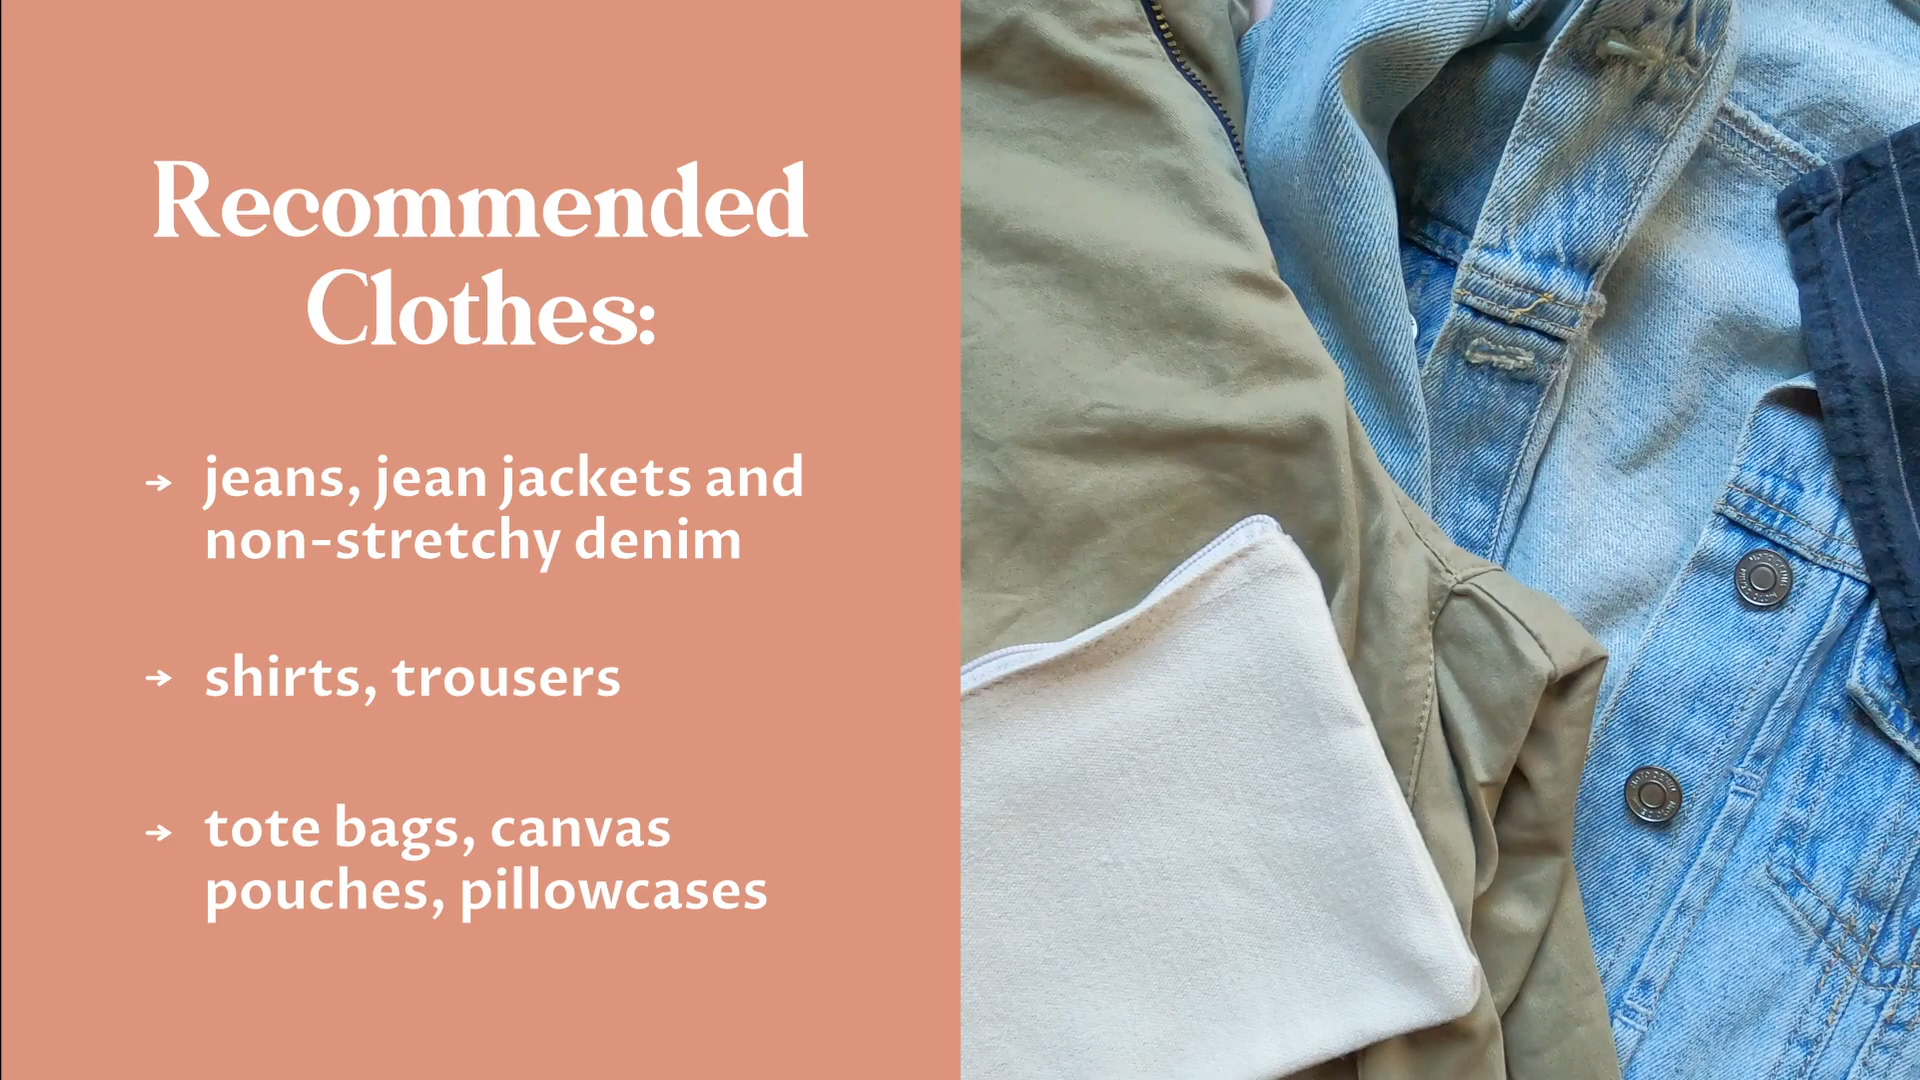 Recommended
Clothes:
→ jeans, jean jackets and
non-stretchy denim
→ shirts, trousers
→ tote bags, canvas
pouches, pillowcases